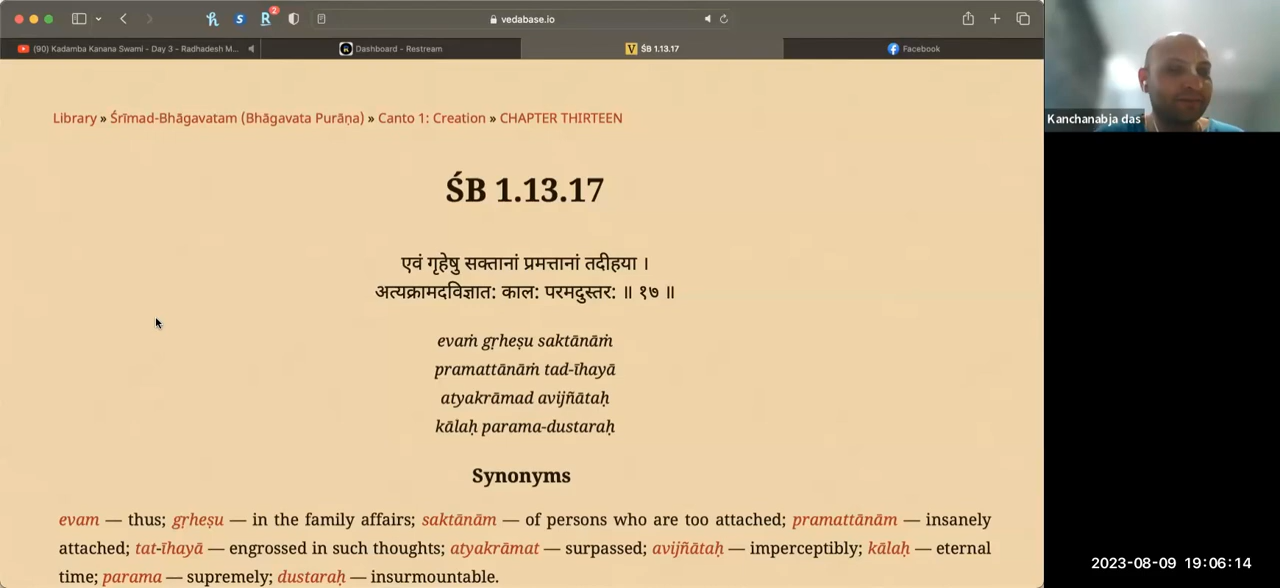 2
vedabase.io
(90) Kadamba Kanana Swami - Day 3 - Radhadesh M...
Dashboard - Restream
V ŚB 1.13.17
Facebook
Library » Śrīmad-Bhāgavatam (Bhāgavata Purāṇa) » Canto 1: Creation » CHAPTER THIRTEEN
Kanchanabja das
ŚB 1.13.17
एवं गृहेषु सक्तानां प्रमत्तानां तदीहया ।
अत्यक्रामदविज्ञात: काल: परमदुस्तर: ॥ १७ ॥
evaṁ gṛheṣu saktānāṁ
pramattānāṁ tad-īhayā
atyakrāmad avijñātaḥ
kālaḥ parama-dustaraḥ
Synonyms
evam — thus; gṛheṣu — in the family affairs; saktānām — of persons who are too attached; pramattānām — insanely
attached; tat-īhayā — engrossed in such thoughts; atyakrāmat — surpassed; avijñātaḥ — imperceptibly; kālaḥ — eternal
time; parama — supremely; dustaraḥ — insurmountable.
2023-08-09 19:06:14